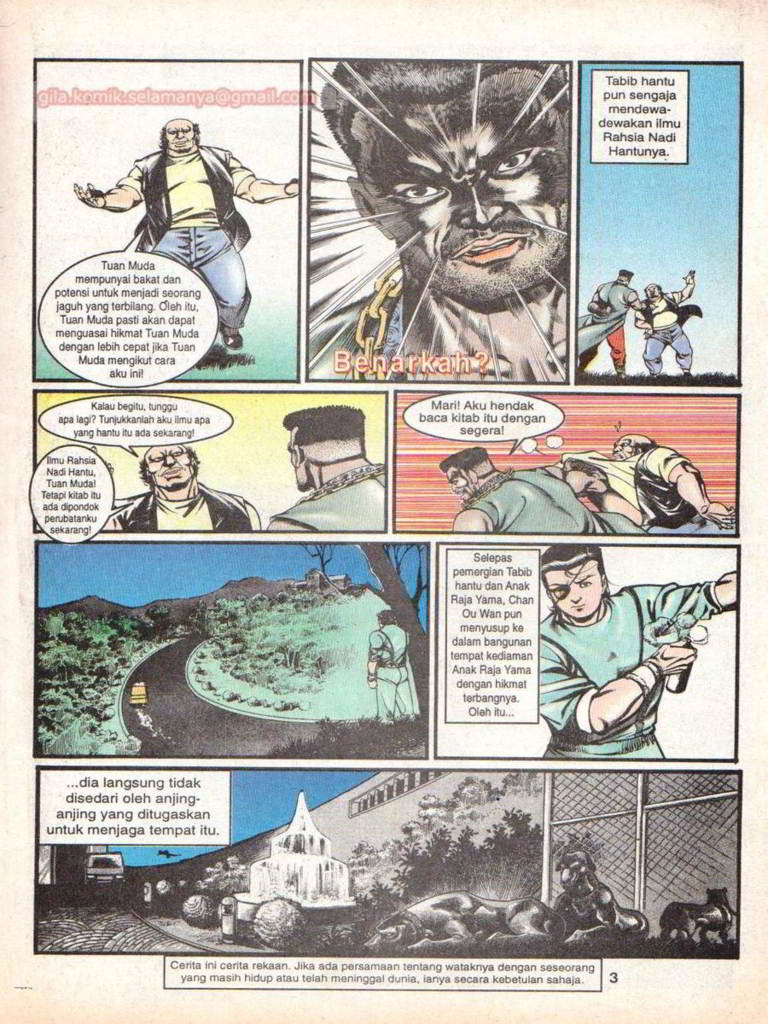 gila.komik.selamanya@gmail.com
Tuan Muda
mempunyai bakat dan
potensi untuk menjadi seorang
jaguh yang terbilang. Oleh itu,
Tuan Muda pasti akan dapat
menguasai hikmat Tuan Muda
dengan lebih cepat jika Tuan
Muda mengikut cara
aku ini!
Benarkah?
Tabib hantu
pun sengaja
mendewa-
dewakan ilmu
Rahsia Nadi
Hantunya.
Kalau begitu, tunggu
apa lagi? Tunjukkanlah aku ilmu apa
yang hantu itu ada sekarang!
Ilmu Rahsia
Nadi Hantu,
Tuan Muda!
Tetapi kitab itu
ada dipondok
perubatanku
sekarang!
Mari! Aku hendak
baca kitab itu dengan
segera!
Selepas
pemergian Tabib
hantu dan Anak
Raja Yama, Chan
Ou Wan pun
menyusup ke
dalam bangunan
tempat kediaman
Anak Raja Yama
dengan hikmat
terbangnya.
Oleh itu...
...dia langsung tidak
disedari oleh anjing-
anjing yang ditugaskan
untuk menjaga tempat itu.
Cerita ini cerita rekaan. Jika ada persamaan tentang wataknya dengan seseorang
yang masih hidup atau telah meninggal dunia, ianya secara kebetulan sahaja.
3